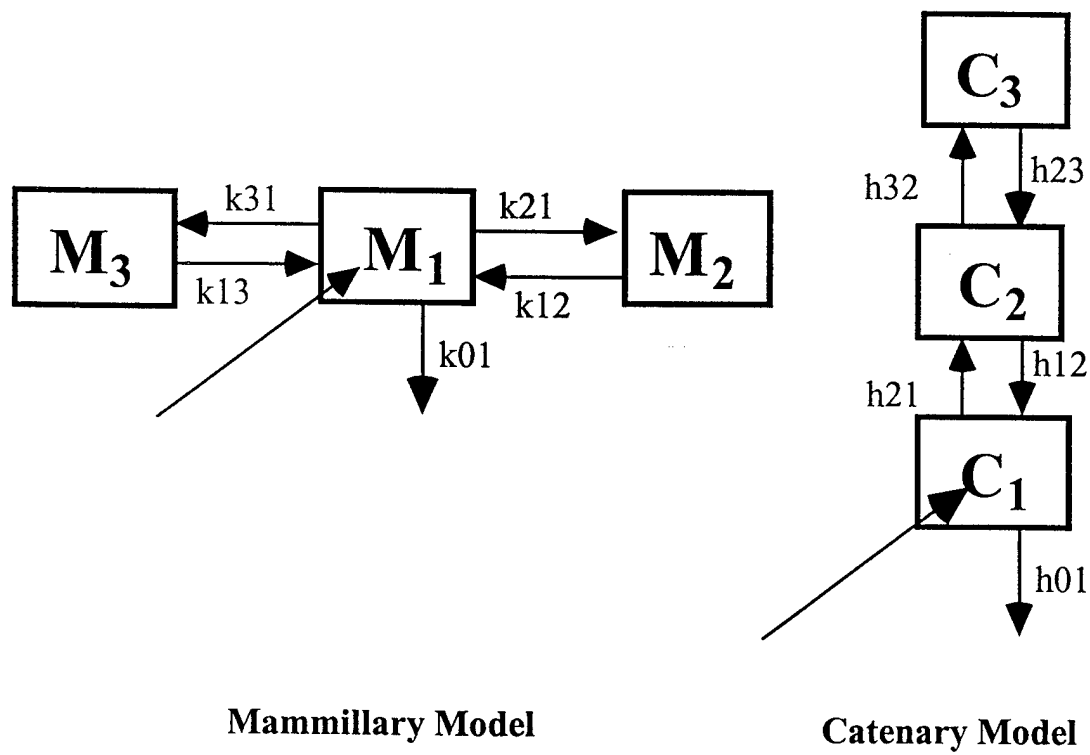 C3
h32
h23
k31
k21
M3
M1
M2
C2
k13
k12
k01
h21
h12
C1
h01
Mammillary Model
Catenary Model